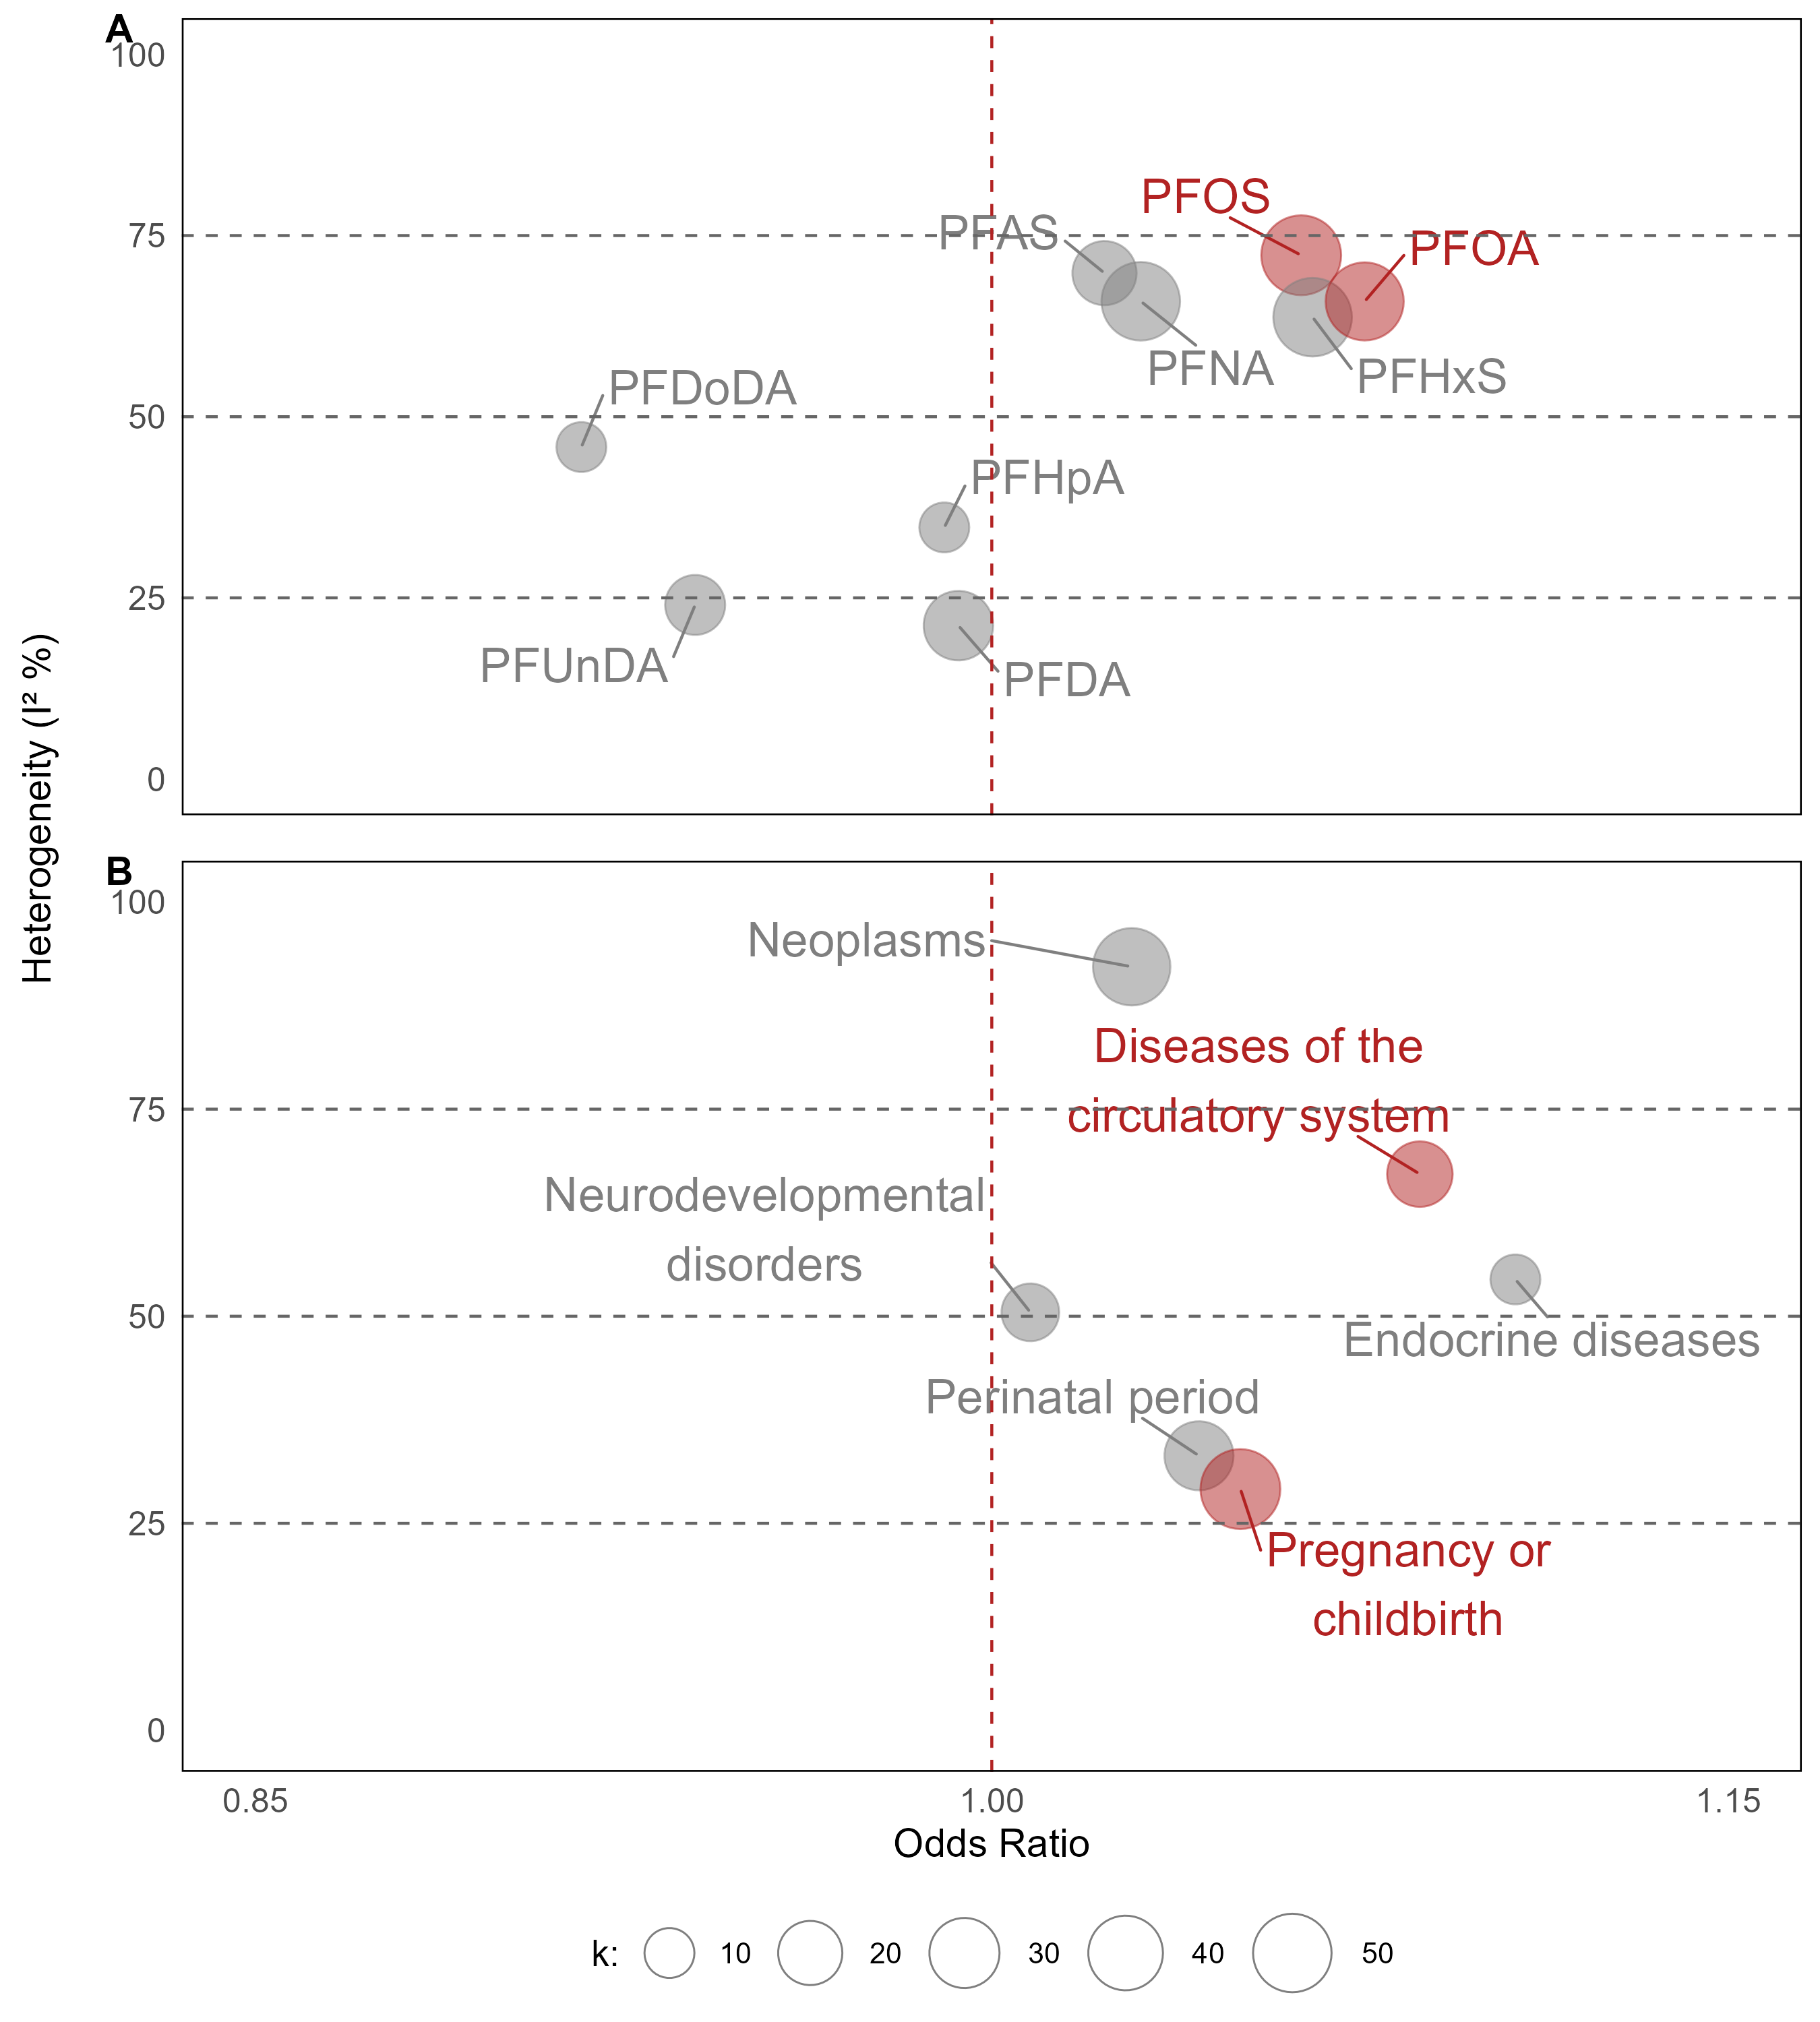 A
100
75
50
25
0
PFOS
PFAS
PFOA
PFNA
PFHxS
PFDoDA
PFHpA
PFUnDA
PFDA
Heterogeneity (I² %)
B
100
75
50
25
0
Neoplasms
Diseases of the
circulatory system
Neurodevelopmental
disorders
Endocrine diseases
Perinatal period
Pregnancy or
childbirth
0.85
1.00
1.15
Odds Ratio
k: 10 20 30 40 50